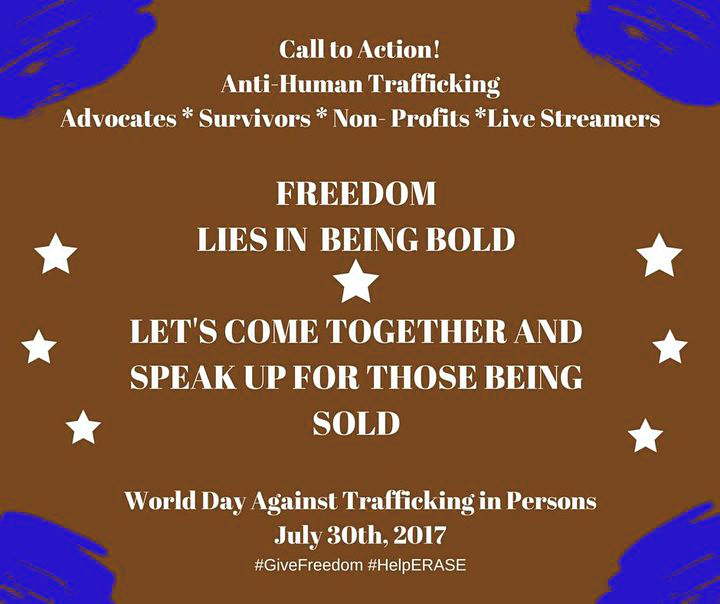 Call to Action!
Anti-Human Trafficking
Advocates * Survivors * Non- Profits *Live Streamers
FREEDOM
LIES IN BEING BOLD
LET'S COME TOGETHER AND
SPEAK UP FOR THOSE BEING
SOLD
World Day Against Trafficking in Persons
July 30th, 2017
#GiveFreedom #HelpERASE